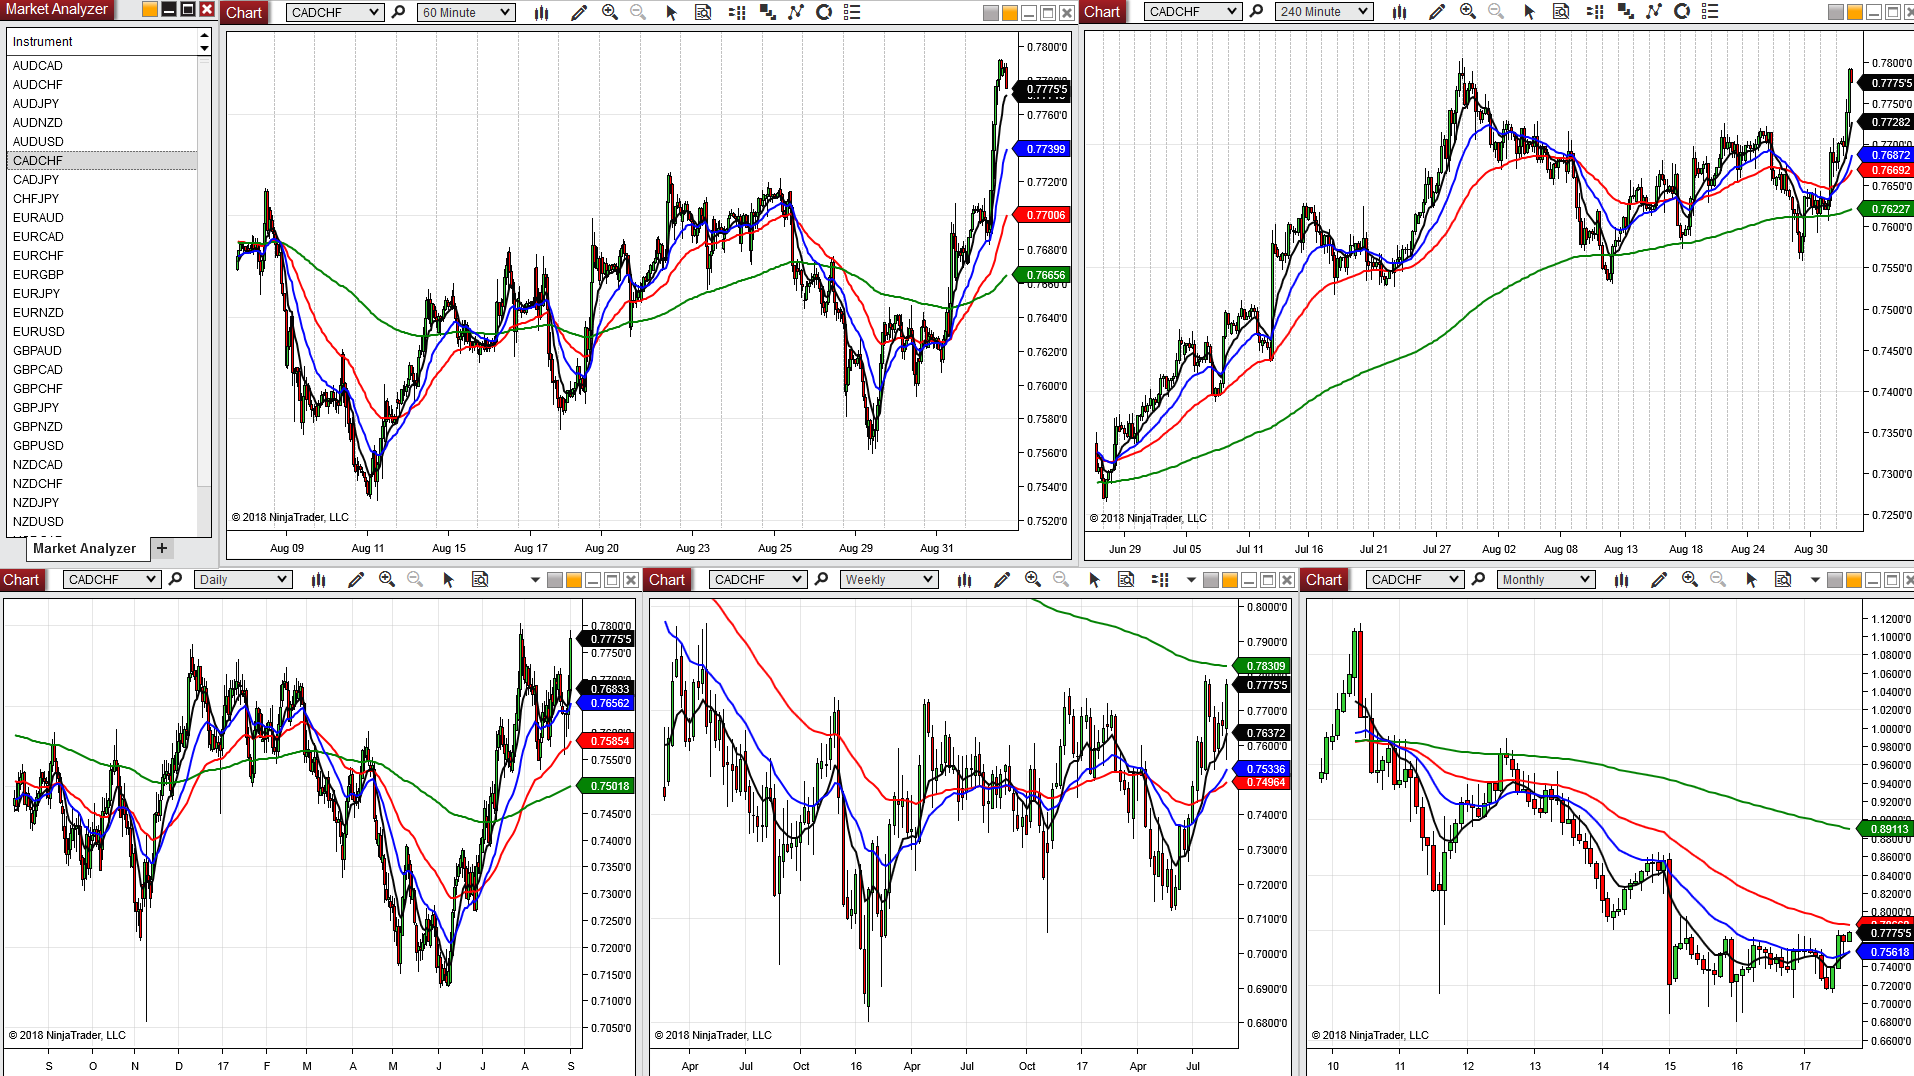 Market Analyzer
Instrument
AUDCAD
AUDCHF
AUDJPY
AUDNZD
AUDUSD
CADCHF
CADJPY
CHFJPY
EURAUD
EURCAD
EURCHF
EURGBP
EURJPY
EURNZD
EURUSD
GBPAUD
GBPCAD
GBPCHF
GBPJPY
GBPNZD
GBPUSD
NZDCAD
NZDCHF
NZDJPY
NZDUSD
Market Analyzer +
Chart CADCHF 60 Minute
0.7800'0
0.7775'5
0.7760'0
0.77399
0.7720'0
0.77006
0.7680'0
0.76656
0.7660'0
0.7640'0
0.7620'0
0.7600'0
0.7580'0
0.7560'0
0.7540'0
0.7520'0
© 2018 NinjaTrader, LLC
Aug 09 Aug 11 Aug 15 Aug 17 Aug 20 Aug 23 Aug 25 Aug 29 Aug 31
Chart CADCHF 240 Minute
0.7800'0
0.7775'5
0.7750'0
0.77282
0.7700'0
0.76872
0.76692
0.7650'0
0.76227
0.7600'0
0.7550'0
0.7500'0
0.7450'0
0.7400'0
0.7350'0
0.7300'0
0.7250'0
© 2018 NinjaTrader, LLC
Jun 29 Jul 05 Jul 11 Jul 16 Jul 21 Jul 27 Aug 02 Aug 08 Aug 13 Aug 18 Aug 24 Aug 30
Chart CADCHF Daily
0.7800'0
0.7775'5
0.7750'0
0.76833
0.76562
0.75854
0.7550'0
0.75018
0.7450'0
0.7400'0
0.7350'0
0.7300'0
0.7250'0
0.7200'0
0.7150'0
0.7100'0
0.7050'0
© 2018 NinjaTrader, LLC
S O N D 17 F M A M J J A S
Chart CADCHF Weekly
0.8000'0
0.7900'0
0.78309
0.7775'5
0.7700'0
0.76372
0.7600'0
0.75336
0.74964
0.7400'0
0.7300'0
0.7200'0
0.7100'0
0.7000'0
0.6900'0
0.6800'0
© 2018 NinjaTrader, LLC
Apr Jul Oct 16 Apr Jul Oct 17 Apr Jul
Chart CADCHF Monthly
1.1200'0
1.1000'0
1.0800'0
1.0600'0
1.0400'0
1.0200'0
1.0000'0
0.9800'0
0.9600'0
0.9400'0
0.9200'0
0.89113
0.8600'0
0.8400'0
0.8200'0
0.8000'0
0.7775'5
0.75618
0.7400'0
0.7200'0
0.7000'0
0.6800'0
0.6600'0
© 2018 NinjaTrader, LLC
10 11 12 13 14 15 16 17